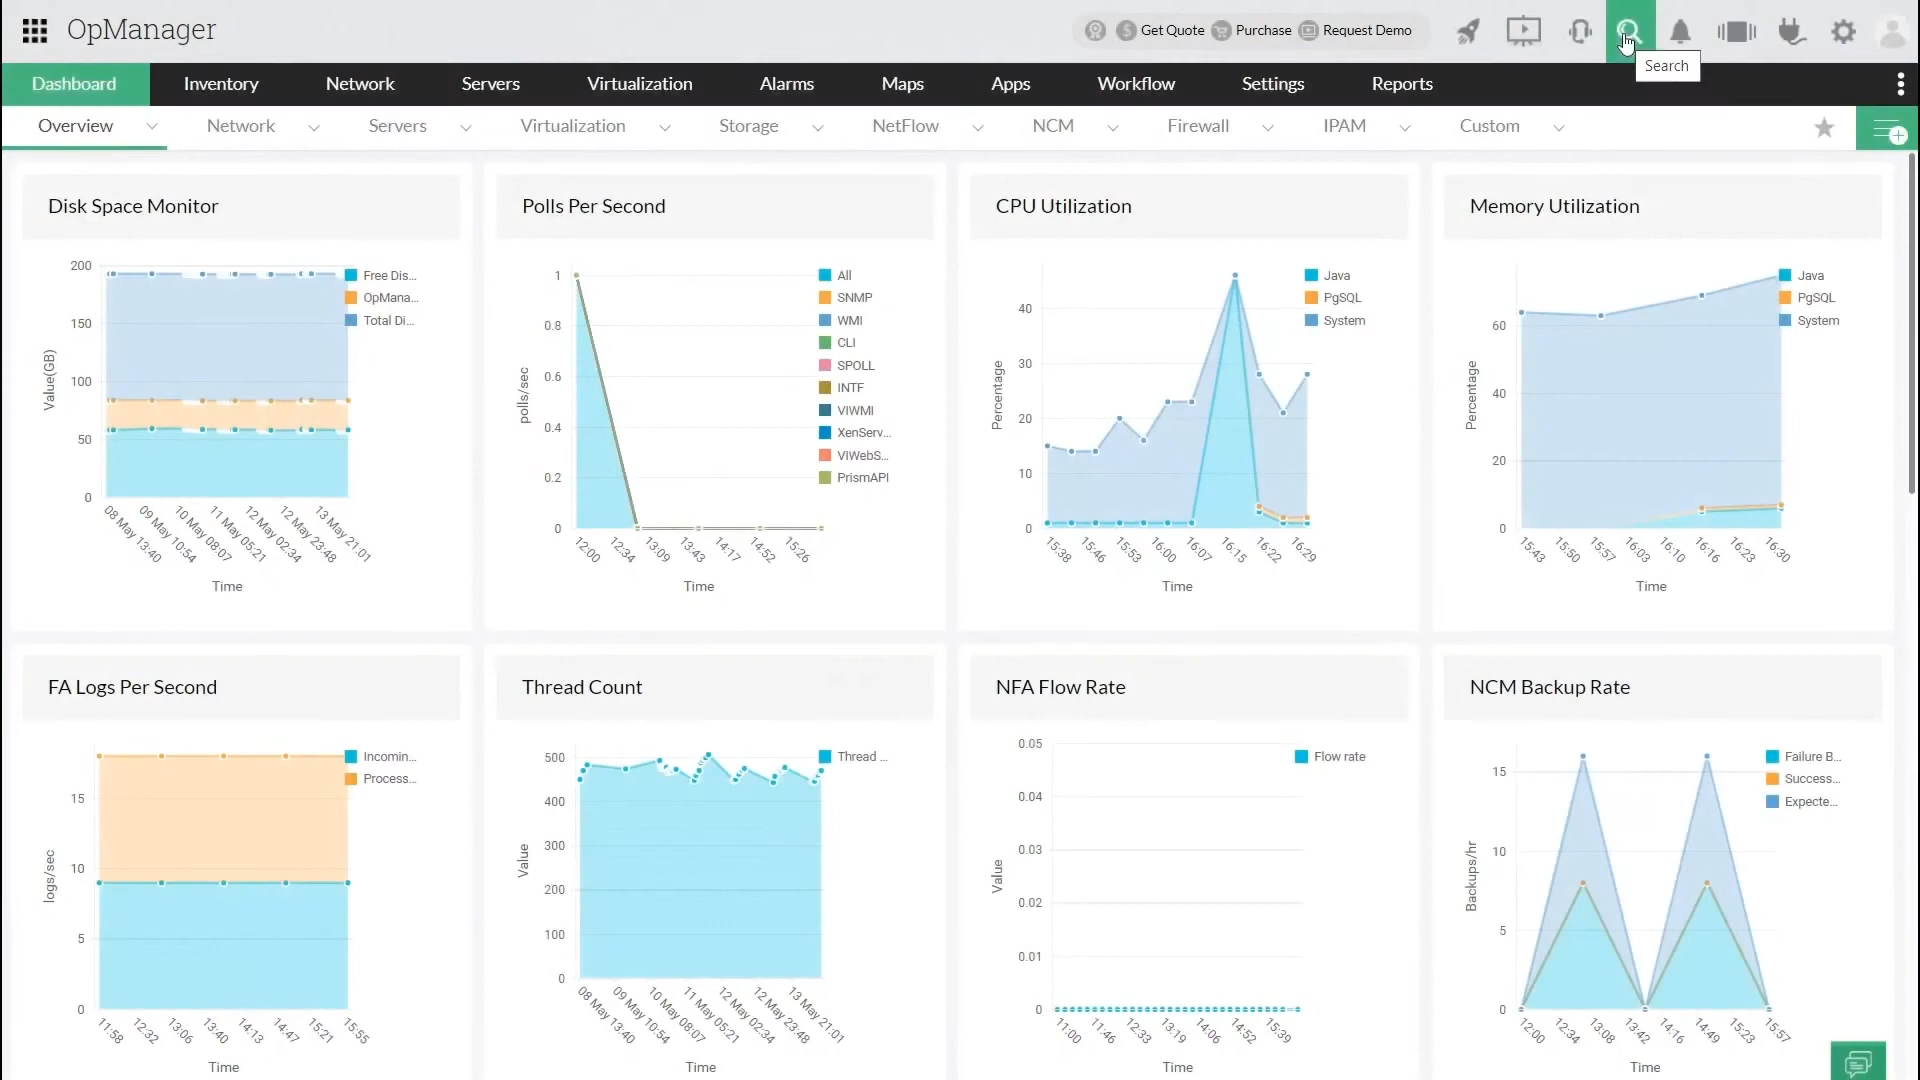 OpManager
Get Quote Purchase Request Demo
Search
Dashboard Inventory Network Servers Virtualization Alarms Maps Apps Workflow Settings Reports
Overview Network Servers Virtualization Storage NetFlow NCM Firewall IPAM Custom
Disk Space Monitor
200
150
100
50
0
Value(GB)
Free Dis...
OpMana...
Total Di...
08 May 13:40
09 May 10:54
10 May 08:07
11 May 05:21
12 May 02:34
12 May 23:48
13 May 21:01
Time
Polls Per Second
1
0.8
0.6
0.4
0.2
0
polls/sec
All
SNMP
WMI
CLI
SPOLL
INTF
VIWMI
XenServ...
VIWebS...
PrismAPI
12:00
12:34
13:09
13:43
14:17
14:52
15:26
Time
CPU Utilization
40
30
20
10
0
Percentage
Java
PgSQL
System
15:38
15:46
15:53
16:00
16:07
16:15
16:22
16:29
Time
Memory Utilization
60
40
20
0
Percentage
Java
PgSQL
System
15:43
15:50
15:57
16:03
16:10
16:16
16:23
16:30
Time
FA Logs Per Second
15
10
5
0
logs/sec
Incomin...
Process...
11:58
12:32
13:06
13:40
14:13
14:47
15:21
15:55
Time
Thread Count
500
400
300
200
100
0
Value
Thread ...
08 May 13:40
09 May 10:54
10 May 08:07
11 May 05:21
12 May 02:34
12 May 23:48
13 May 21:01
Time
NFA Flow Rate
0.05
0.04
0.03
0.02
0.01
0
Value
Flow rate
11:00
11:46
12:33
13:19
14:06
14:52
15:39
Time
NCM Backup Rate
15
10
5
0
Backups/hr
Failure B...
Success...
Expecte...
12:00
12:34
13:08
13:42
14:16
14:49
15:23
15:57
Time